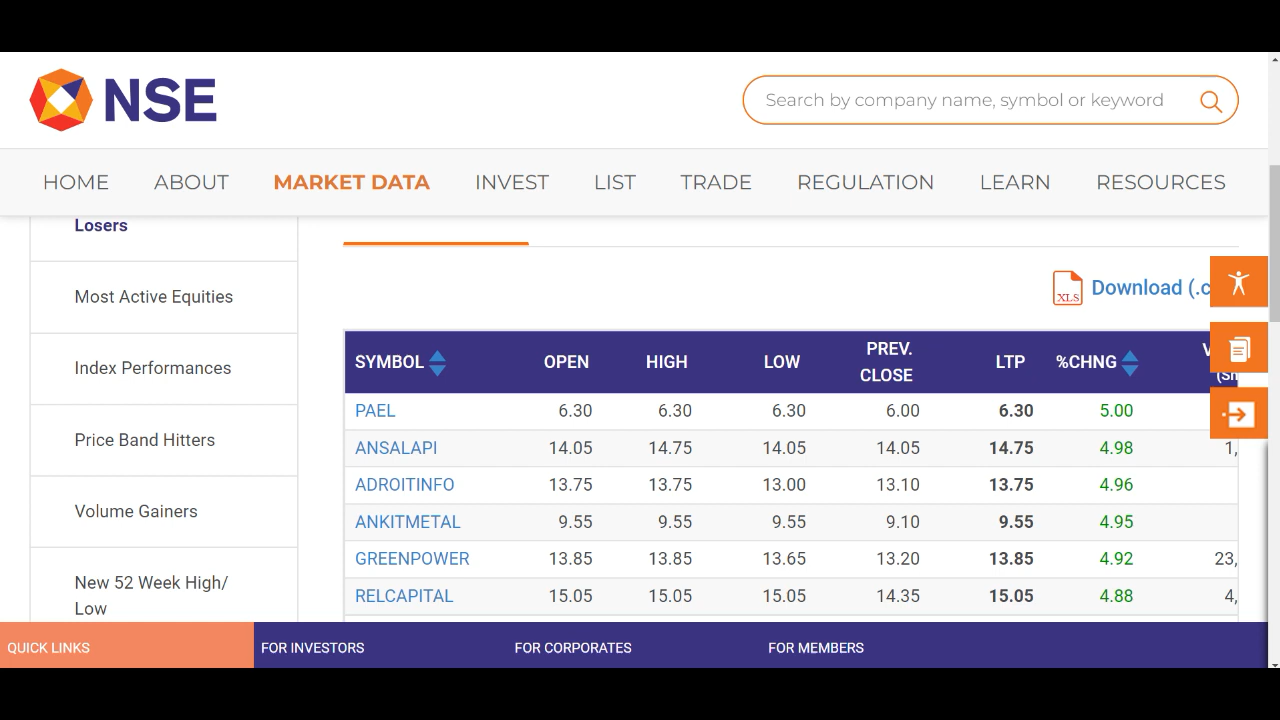 NSE
Search by company name, symbol or keyword
HOME ABOUT MARKET DATA INVEST LIST TRADE REGULATION LEARN RESOURCES
Losers
Most Active Equities
Index Performances
Price Band Hitters
Volume Gainers
New 52 Week High/
Low
XLS Download (.c
SYMBOL OPEN HIGH LOW PREV. CLOSE LTP %CHNG
PAEL 6.30 6.30 6.30 6.00 6.30 5.00
ANSALAPI 14.05 14.75 14.05 14.05 14.75 4.98 1,
ADROITINFO 13.75 13.75 13.00 13.10 13.75 4.96
ANKITMETAL 9.55 9.55 9.55 9.10 9.55 4.95
GREENPOWER 13.85 13.85 13.65 13.20 13.85 4.92 23,
RELCAPITAL 15.05 15.05 15.05 14.35 15.05 4.88 4,
QUICK LINKS FOR INVESTORS FOR CORPORATES FOR MEMBERS